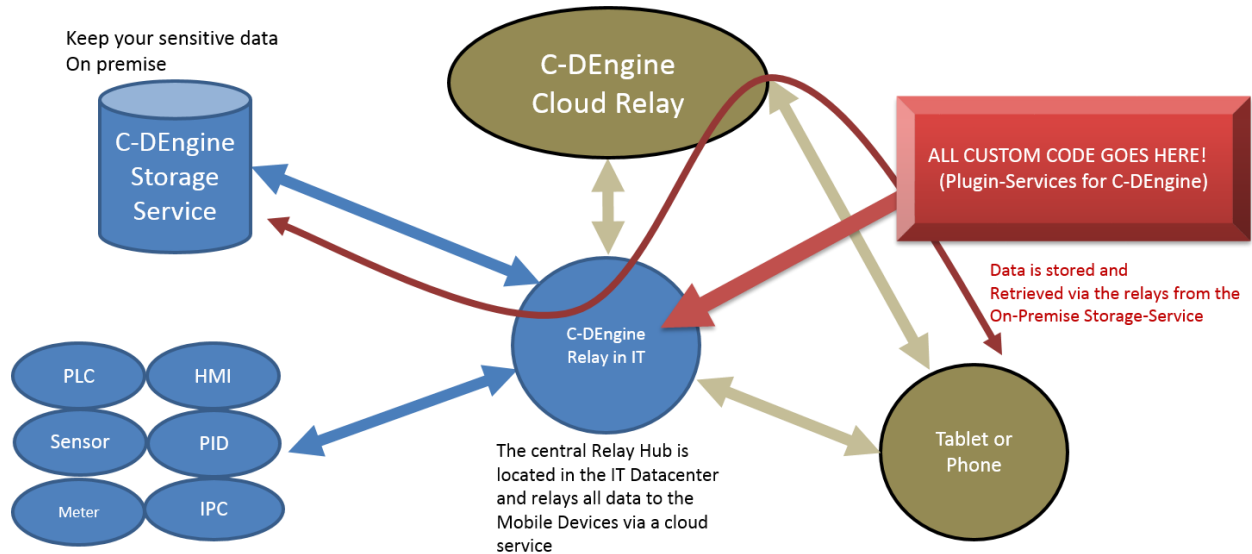 Keep your sensitive data
On premise
C-DEngine
Storage
Service
C-DEngine
Cloud Relay
ALL CUSTOM CODE GOES HERE!
(Plugin-Services for C-DEngine)
Data is stored and
Retrieved via the relays from the
On-Premise Storage-Service
C-DEngine
Relay in IT
PLC
HMI
Sensor
PID
Meter
IPC
The central Relay Hub is
located in the IT Datacenter
and relays all data to the
Mobile Devices via a cloud
service
Tablet or
Phone